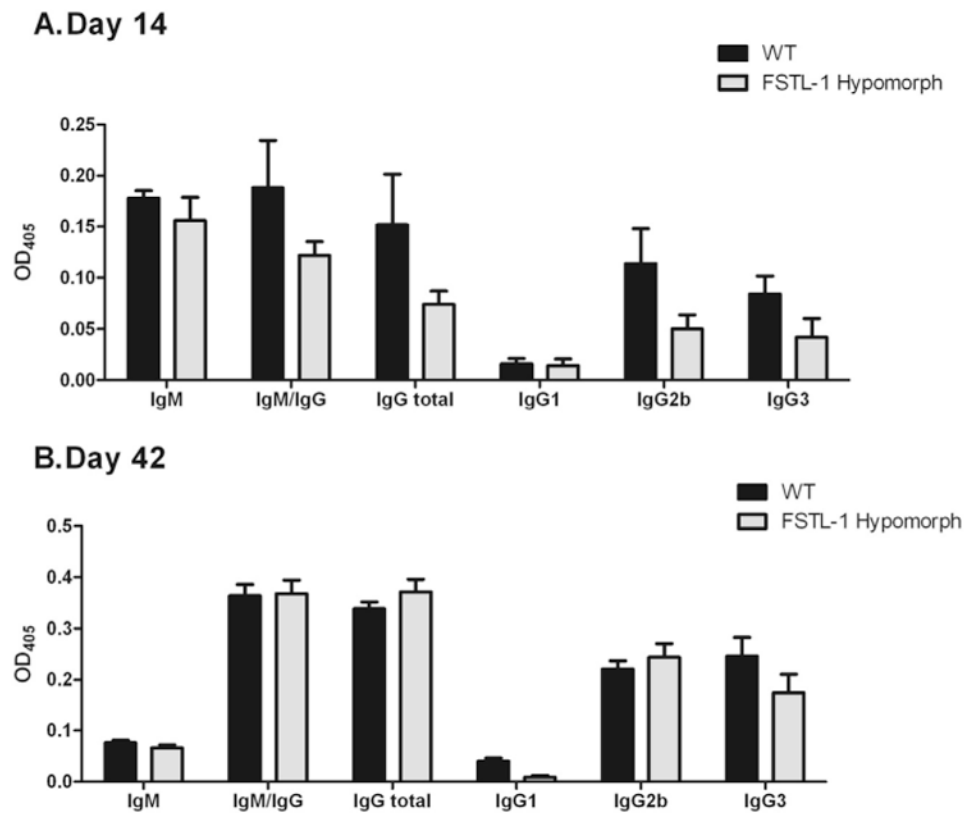 A.Day 14
WT
FSTL-1 Hypomorph
0.25
0.20
0.15
0.10
0.05
0.00
OD405
IgM IgM/IgG IgG total IgG1 IgG2b IgG3
B.Day 42
WT
FSTL-1 Hypomorph
0.5
0.4
0.3
0.2
0.1
0.0
OD405
IgM IgM/IgG IgG total IgG1 IgG2b IgG3